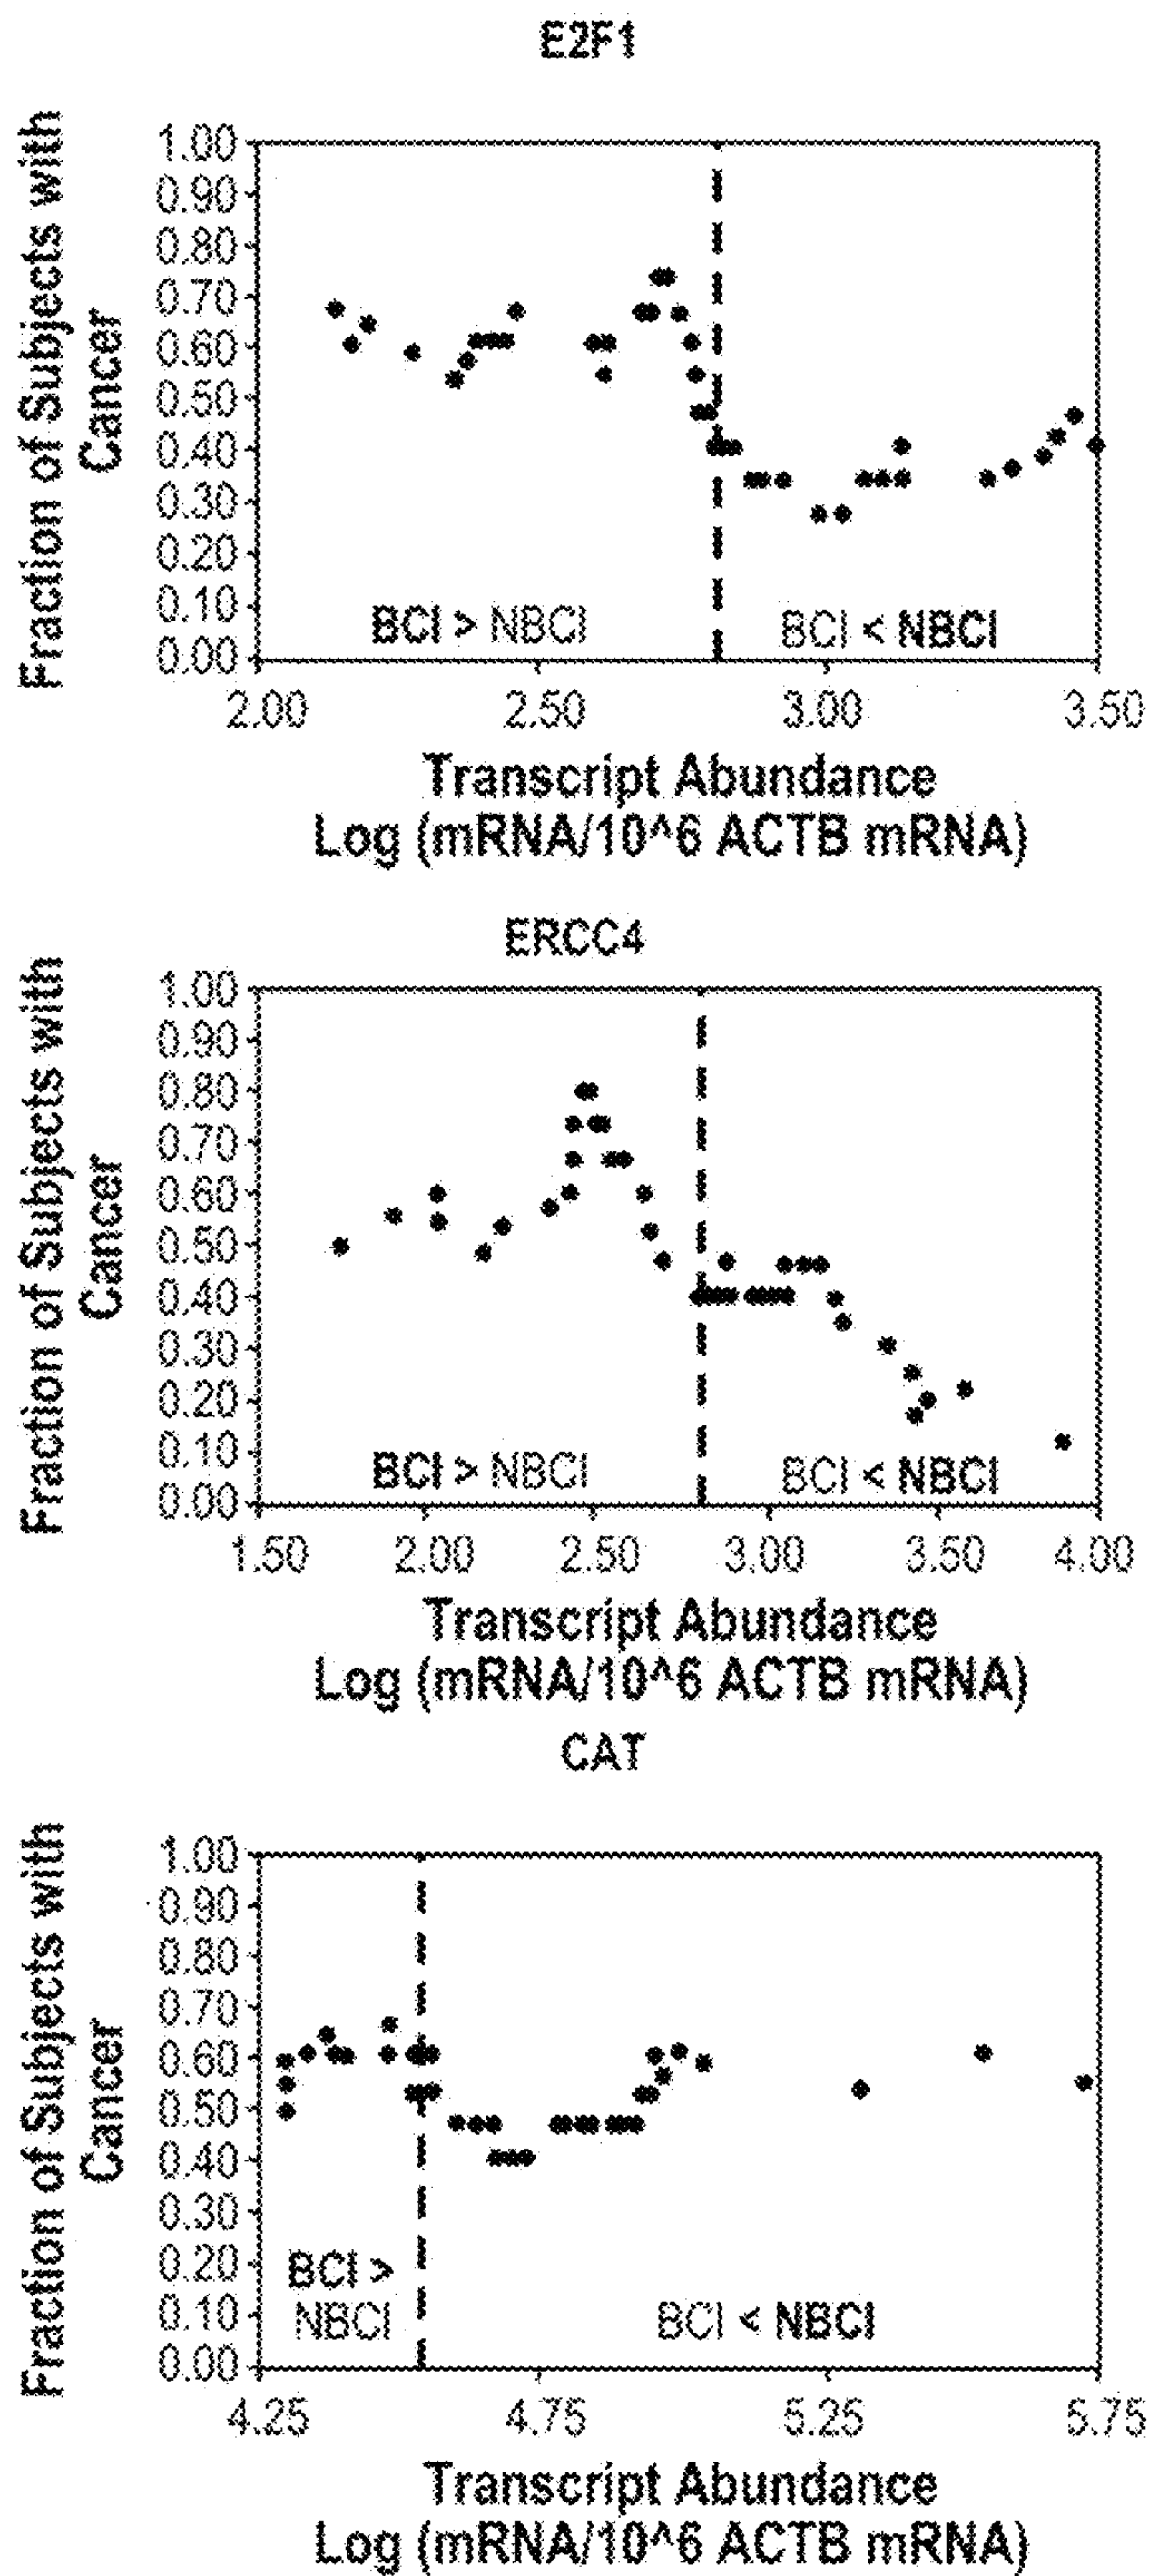 E2F1
Fraction of Subjects with
Cancer
1.00
0.90
0.80
0.70
0.60
0.50
0.40
0.30
0.20
0.10
0.00
BCI > NBCI
BCI < NBCI
2.00 2.50 3.00 3.50
Transcript Abundance
Log (mRNA/10^6 ACTB mRNA)
ERCC4
Fraction of Subjects with
Cancer
1.00
0.90
0.80
0.70
0.60
0.50
0.40
0.30
0.20
0.10
0.00
BCI > NBCI
BCI < NBCI
1.50 2.00 2.50 3.00 3.50 4.00
Transcript Abundance
Log (mRNA/10^6 ACTB mRNA)
CAT
Fraction of Subjects with
Cancer
1.00
0.90
0.80
0.70
0.60
0.50
0.40
0.30
0.20
0.10
0.00
BCI >
NBCI
BCI < NBCI
4.25 4.75 5.25 5.75
Transcript Abundance
Log (mRNA/10^6 ACTB mRNA)